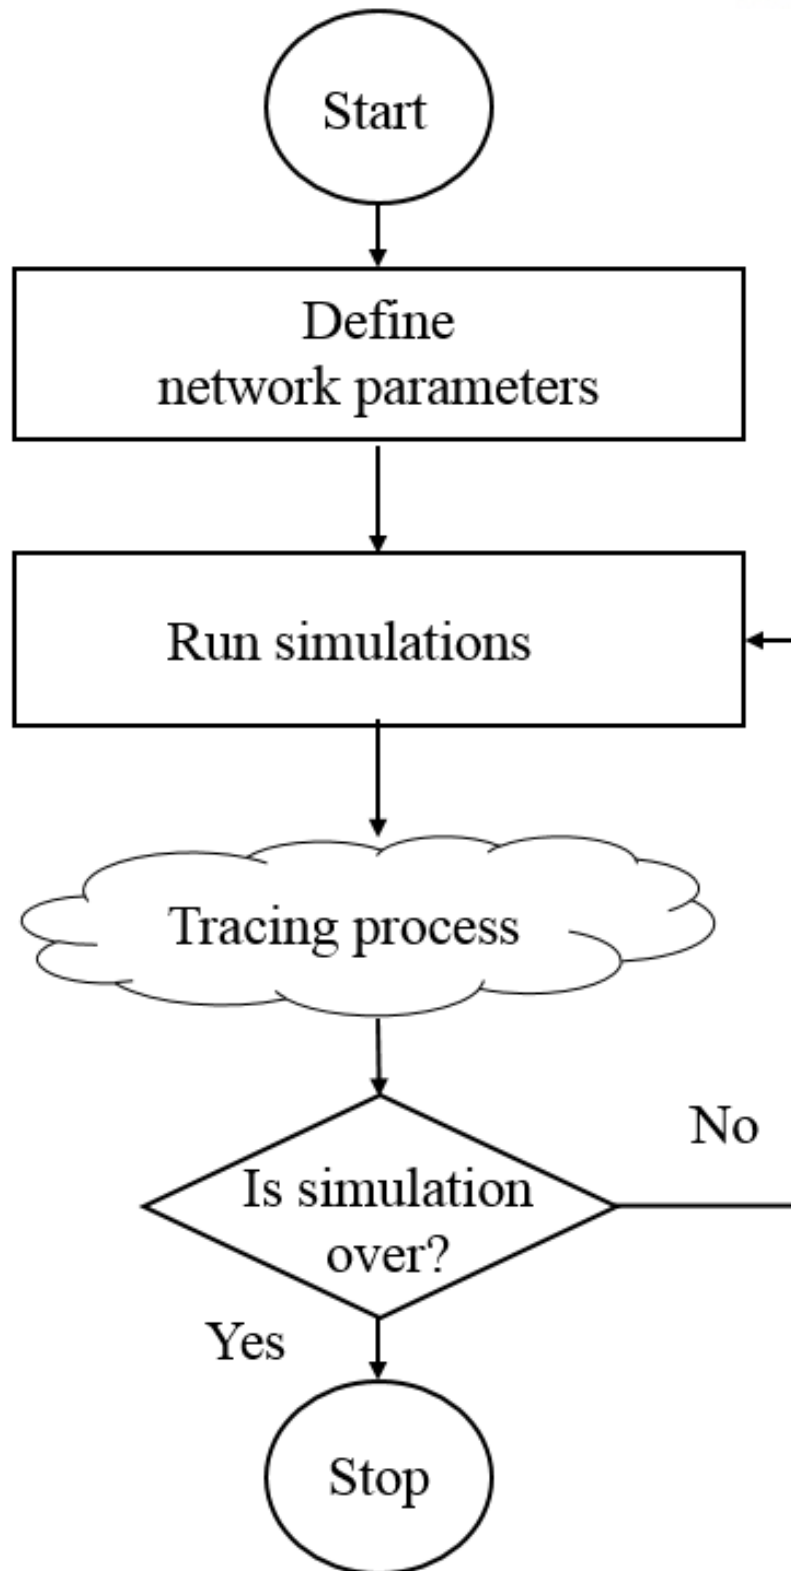 Start
Define
network parameters
Run simulations
Tracing process
No
Is simulation
over?
Yes
Stop